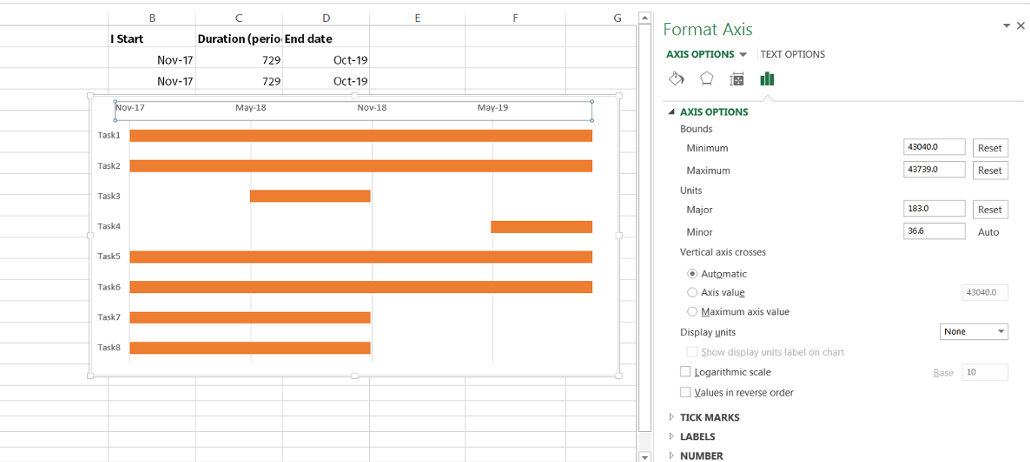 B C D E F G
l Start Duration (perio End date
Nov-17 729 Oct-19
Nov-17 729 Oct-19
Nov-17 May-18 Nov-18 May-19
Task1
Task2
Task3
Task4
Task5
Task6
Task7
Task8
Format Axis
AXIS OPTIONS TEXT OPTIONS
AXIS OPTIONS
Bounds
Minimum 43040.0 Reset
Maximum 43739.0 Reset
Units
Major 183.0 Reset
Minor 36.6 Auto
Vertical axis crosses
Automatic
Axis value 43040.0
Maximum axis value
Display units None
Show display units label on chart
Logarithmic scale Base 10
Values in reverse order
TICK MARKS
LABELS
NUMBER